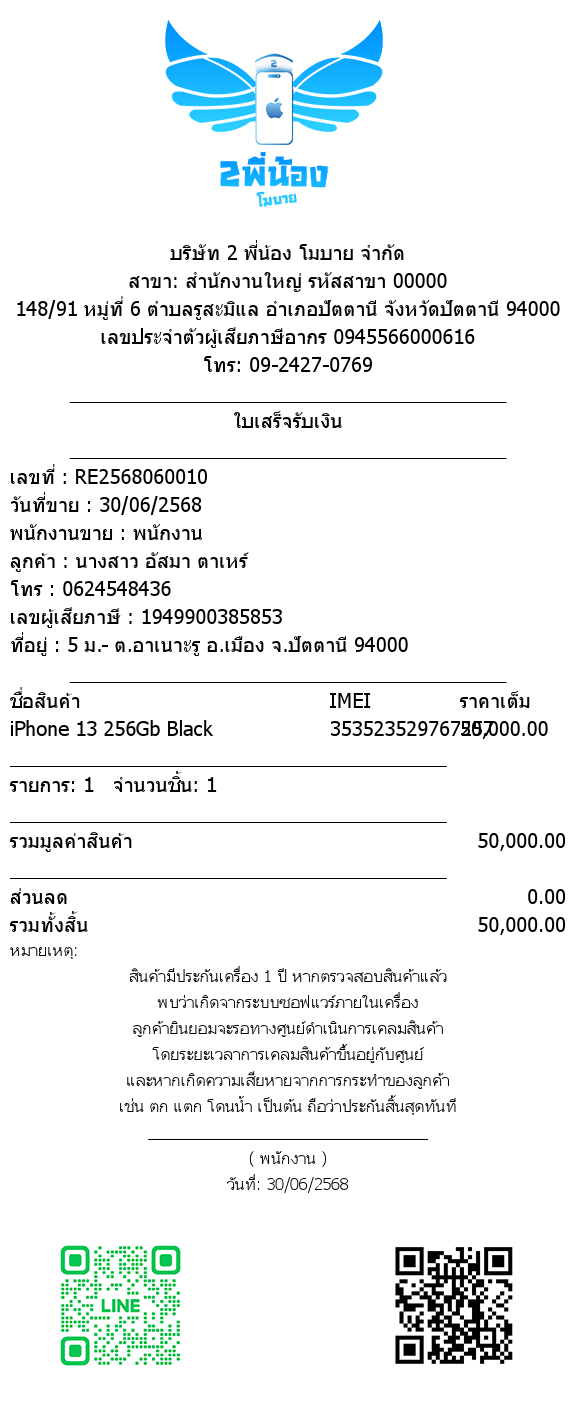 2
2พี่น้อง
โมบาย
บริษัท 2 พี่น้อง โมบาย จำกัด
สาขา: สำนักงานใหญ่ รหัสสาขา 00000
148/91 หมู่ที่ 6 ตำบลรูสะมิแล อำเภอปัตตานี จังหวัดปัตตานี 94000
เลขประจำตัวผู้เสียภาษีอากร 0945566000616
โทร: 09-2427-0769
ใบเสร็จรับเงิน
เลขที่ : RE2568060010
วันที่ขาย : 30/06/2568
พนักงานขาย : พนักงาน
ลูกค้า : นางสาว อัสมา ตาเหร์
โทร : 0624548436
เลขผู้เสียภาษี : 1949900385853
ที่อยู่ : 5 ม.- ต.อาเนาะรู อ.เมือง จ.ปัตตานี 94000
ชื่อสินค้า IMEI ราคาเต็ม
iPhone 13 256Gb Black
รายการ: 1 จำนวนชิ้น: 1
รวมมูลค่าสินค้า 50,000.00
ส่วนลด 0.00
รวมทั้งสิ้น 50,000.00
หมายเหตุ:
สินค้ามีประกันเครื่อง 1 ปี หากตรวจสอบสินค้าแล้ว
พบว่าเกิดจากระบบซอฟแวร์ภายในเครื่อง
ลูกค้ายินยอมจะรอทางศูนย์ดำเนินการเคลมสินค้า
โดยระยะเวลาการเคลมสินค้าขึ้นอยู่กับศูนย์
และหากเกิดความเสียหายจากการกระทำของลูกค้า
เช่น ตก แตก โดนน้ำ เป็นต้น ถือว่าประกันสิ้นสุดทันที
( พนักงาน )
วันที่: 30/06/2568
LINE